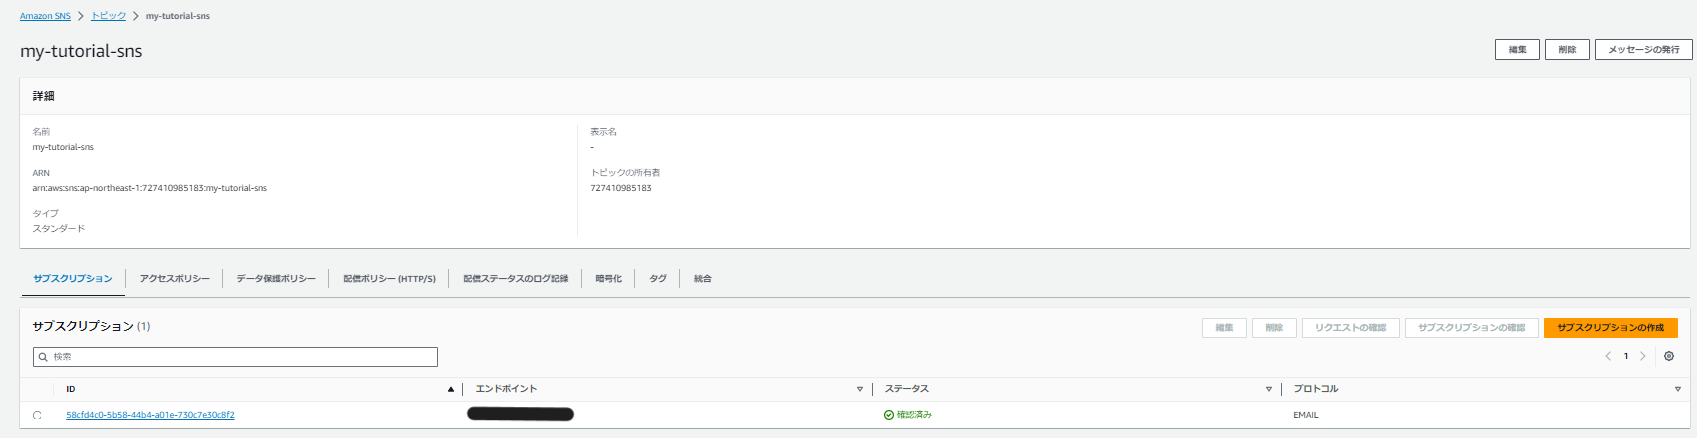 Amazon SNS > トピック > my-tutorial-sns
my-tutorial-sns
編集 削除 メッセージの発行
詳細
名前
my-tutorial-sns
表示名
-
ARN
arn:aws:sns:ap-northeast-1:727410985183:my-tutorial-sns
トピックの所有者
727410985183
タイプ
スタンダード
サブスクリプション アクセスポリシー データ保護ポリシー 配信ポリシー (HTTP/S) 配信ステータスのログ記録 暗号化 タグ 統合
サブスクリプション (1)
編集 削除 リクエストの確認 サブスクリプションの確認 サブスクリプションの作成
検索
1
ID エンドポイント ステータス プロトコル
58cfd4c0-5b58-44b4-a01e-730c7e30c8f2 確認済み EMAIL